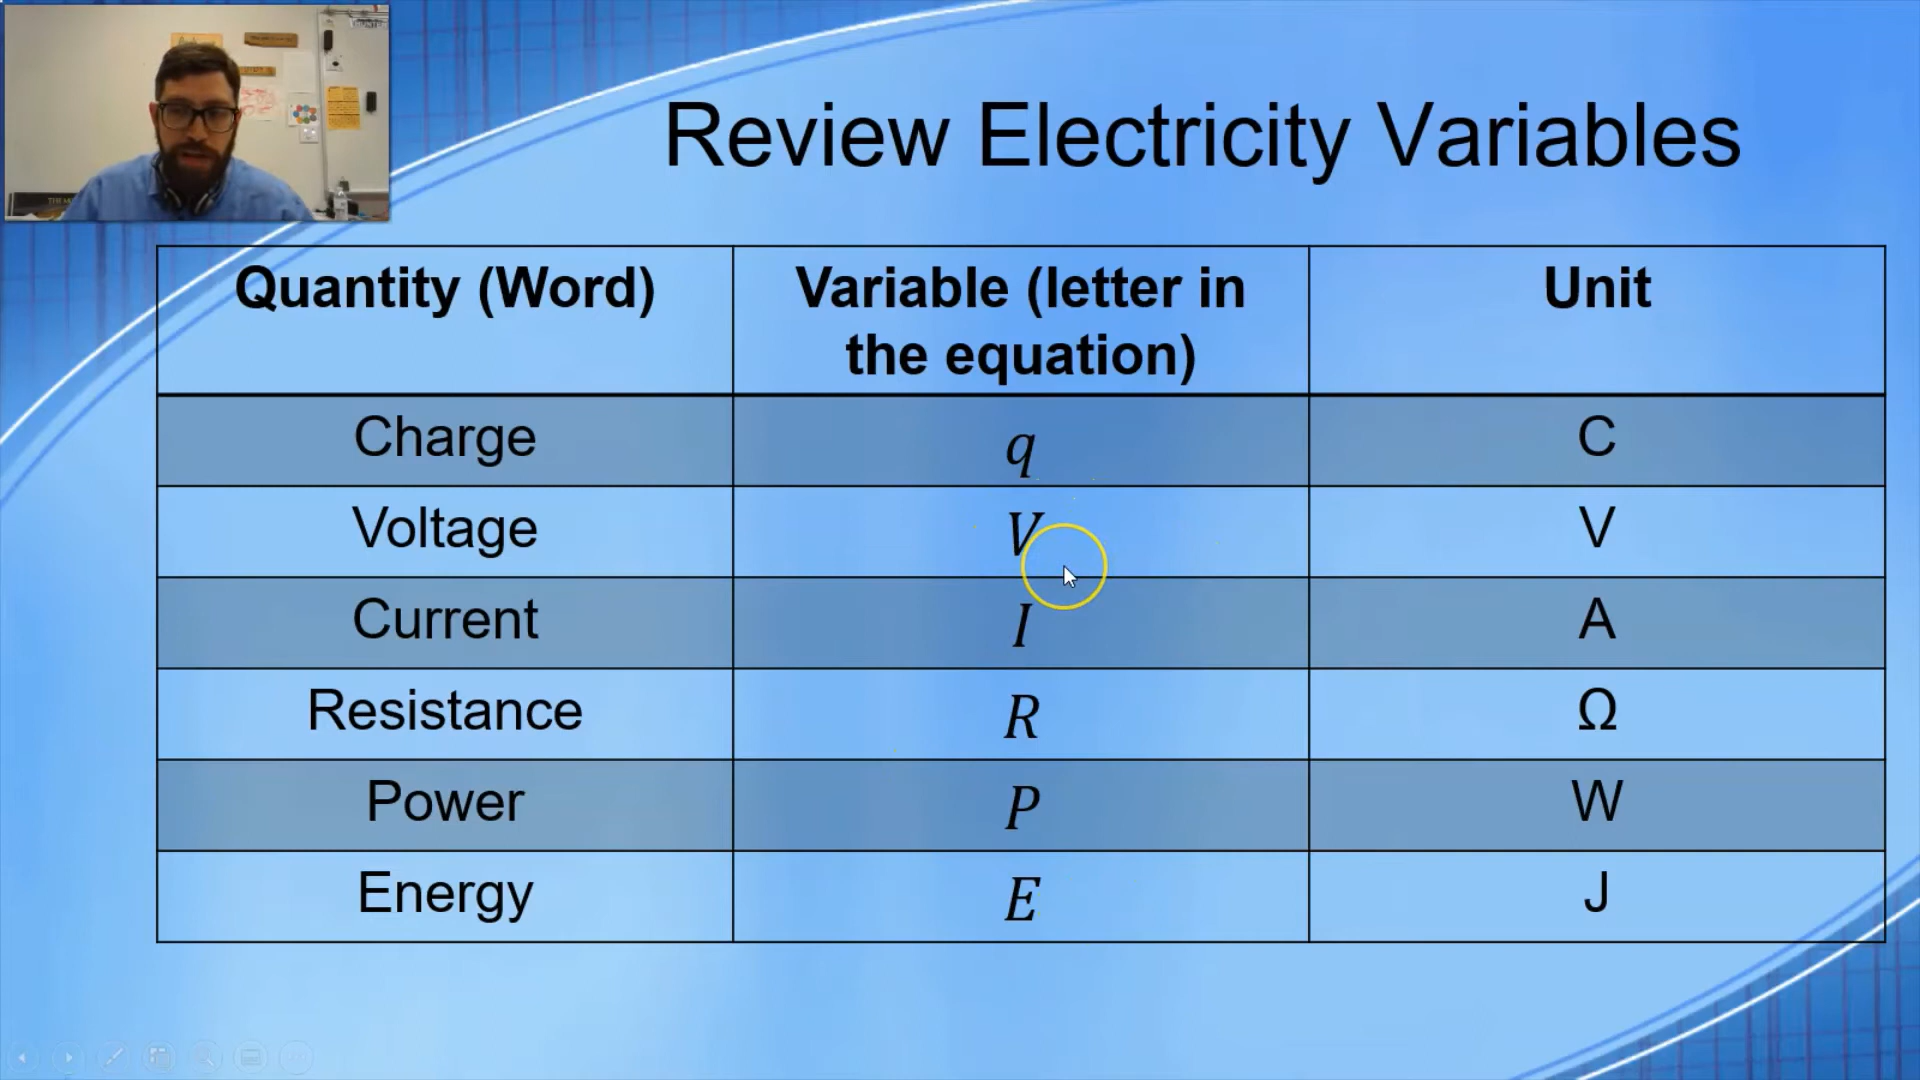 Review Electricity Variables
Quantity (Word)
Variable (letter in
the equation)
Unit
Charge
q
C
Voltage
V
V
Current
I
A
Resistance
R
Ω
Power
P
W
Energy
E
J